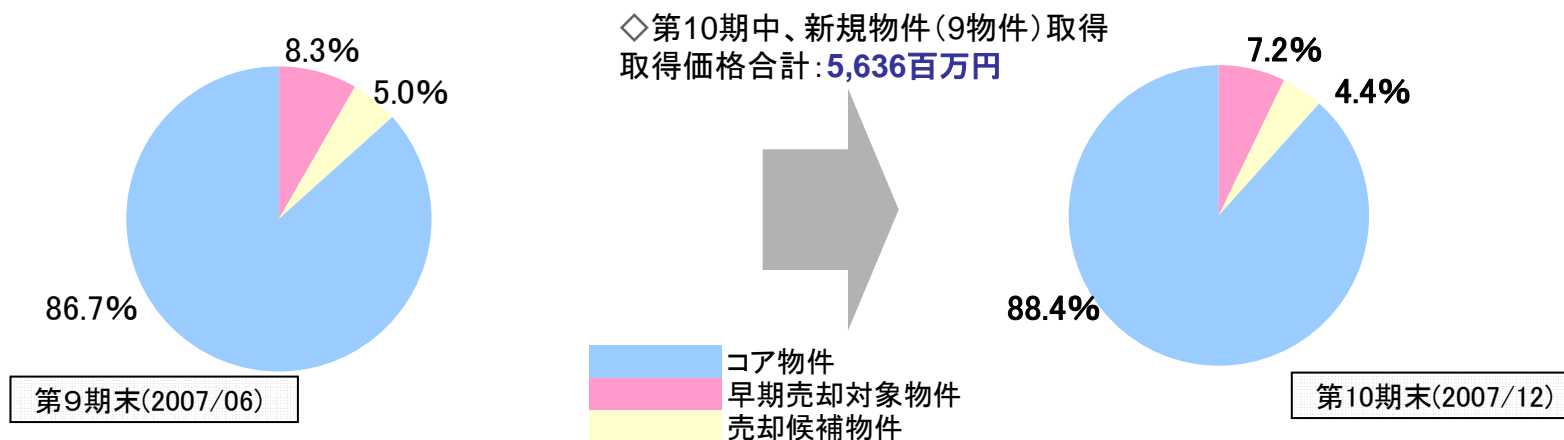 ◇第10期中、新規物件(9物件)取得
取得価格合計:5,636百万円
8.3%
5.0%
86.7%
第9期末(2007/06)
7.2%
4.4%
88.4%
第10期末(2007/12)
コア物件
早期売却対象物件
売却候補物件